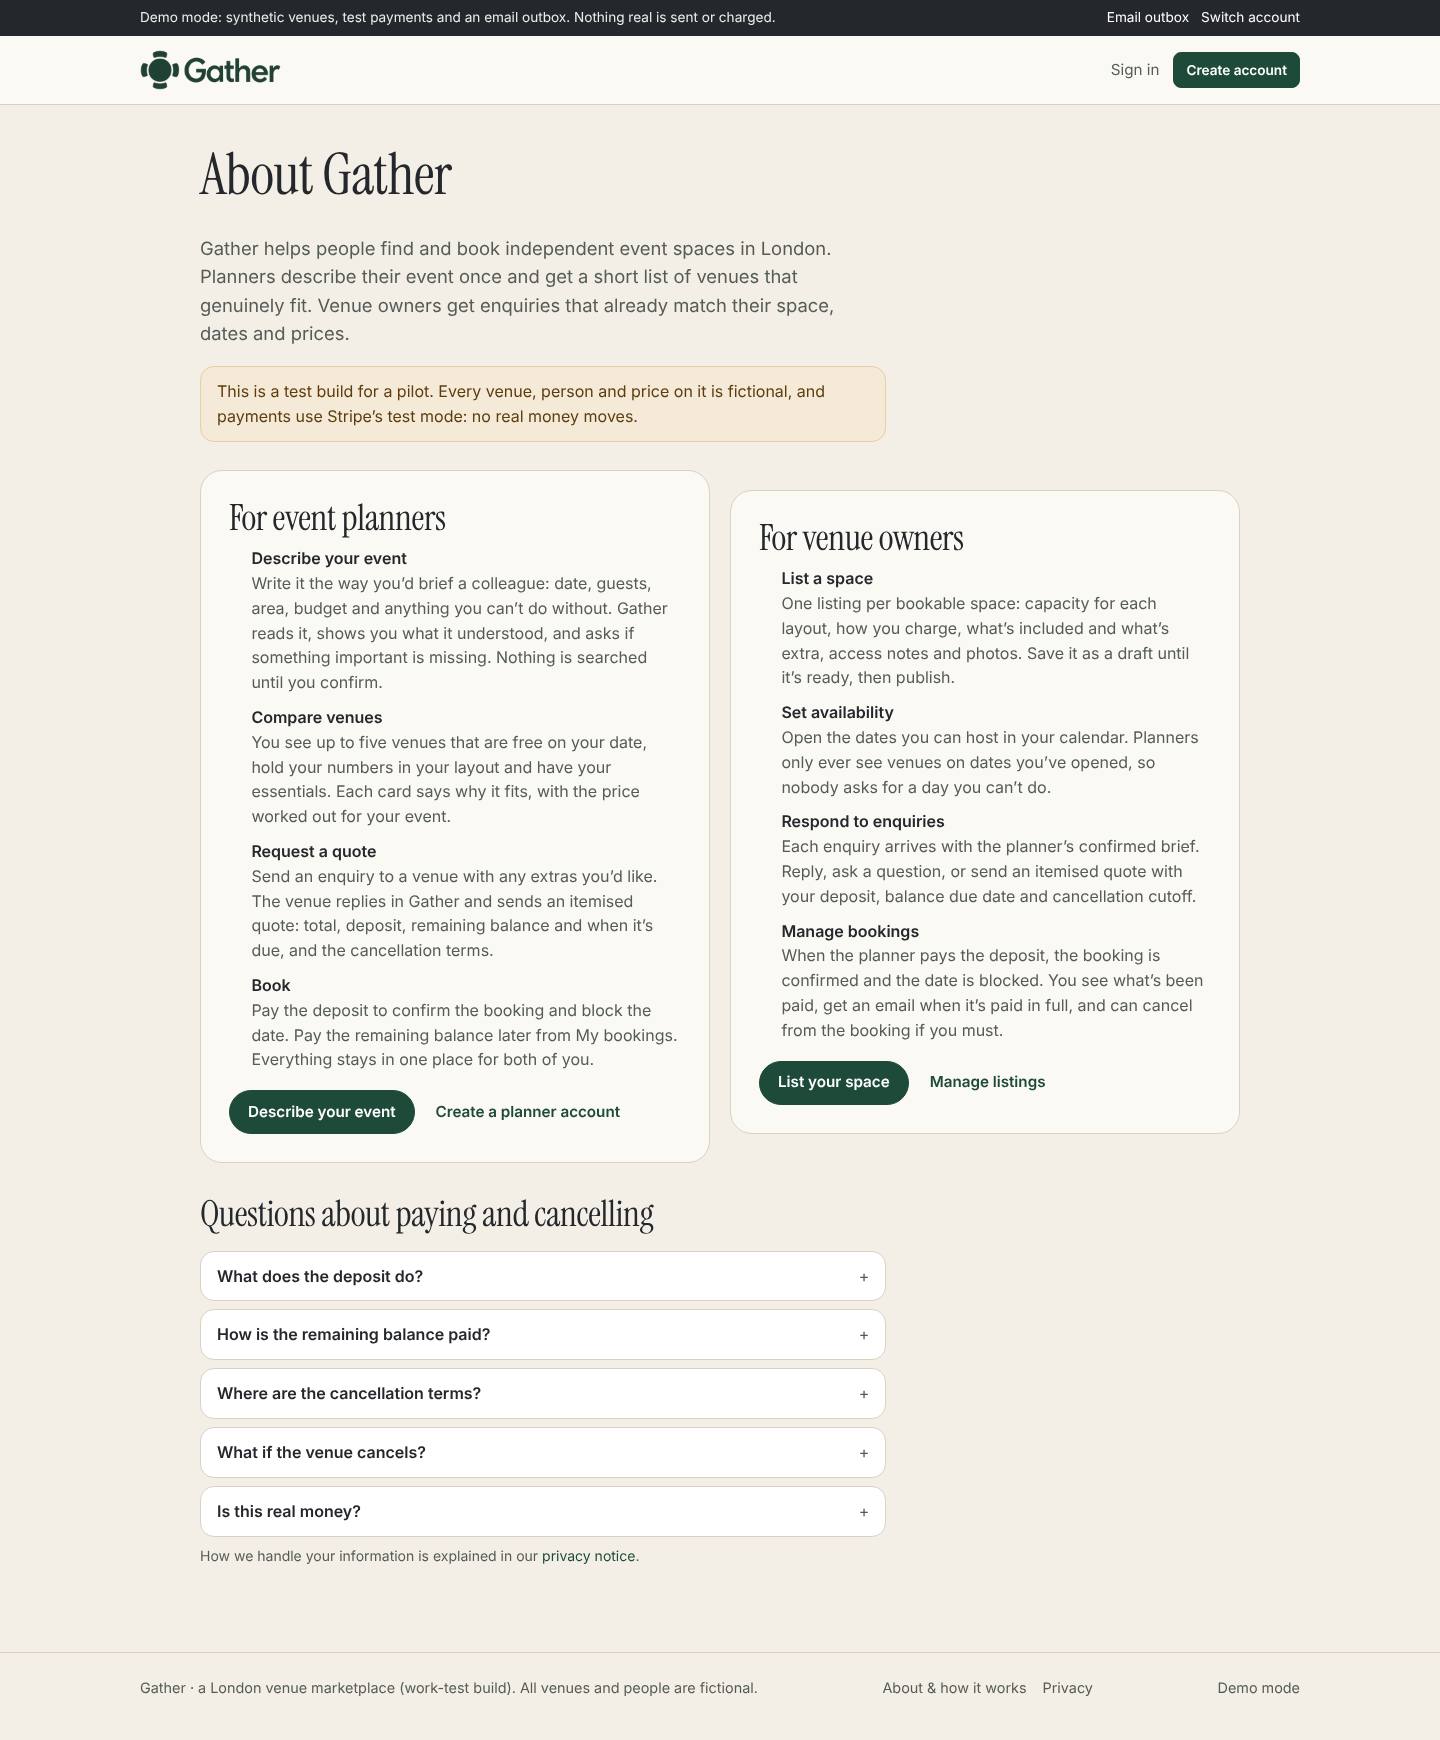 Demo mode: synthetic venues, test payments and an email outbox. Nothing real is sent or charged.
Email outbox Switch account
Gather
Sign in
Create account
About Gather
Gather helps people find and book independent event spaces in London.
Planners describe their event once and get a short list of venues that
genuinely fit. Venue owners get enquiries that already match their space,
dates and prices.
This is a test build for a pilot. Every venue, person and price on it is fictional, and
payments use Stripe’s test mode: no real money moves.
For event planners
Describe your event
Write it the way you’d brief a colleague: date, guests,
area, budget and anything you can’t do without. Gather
reads it, shows you what it understood, and asks if
something important is missing. Nothing is searched
until you confirm.
Compare venues
You see up to five venues that are free on your date,
hold your numbers in your layout and have your
essentials. Each card says why it fits, with the price
worked out for your event.
Request a quote
Send an enquiry to a venue with any extras you’d like.
The venue replies in Gather and sends an itemised
quote: total, deposit, remaining balance and when it’s
due, and the cancellation terms.
Book
Pay the deposit to confirm the booking and block the
date. Pay the remaining balance later from My bookings.
Everything stays in one place for both of you.
Describe your event
Create a planner account
For venue owners
List a space
One listing per bookable space: capacity for each
layout, how you charge, what’s included and what’s
extra, access notes and photos. Save it as a draft until
it’s ready, then publish.
Set availability
Open the dates you can host in your calendar. Planners
only ever see venues on dates you’ve opened, so
nobody asks for a day you can’t do.
Respond to enquiries
Each enquiry arrives with the planner’s confirmed brief.
Reply, ask a question, or send an itemised quote with
your deposit, balance due date and cancellation cutoff.
Manage bookings
When the planner pays the deposit, the booking is
confirmed and the date is blocked. You see what’s been
paid, get an email when it’s paid in full, and can cancel
from the booking if you must.
List your space
Manage listings
Questions about paying and cancelling
What does the deposit do? +
How is the remaining balance paid? +
Where are the cancellation terms? +
What if the venue cancels? +
Is this real money? +
How we handle your information is explained in our privacy notice.
Gather · a London venue marketplace (work-test build). All venues and people are fictional.
About & how it works Privacy
Demo mode